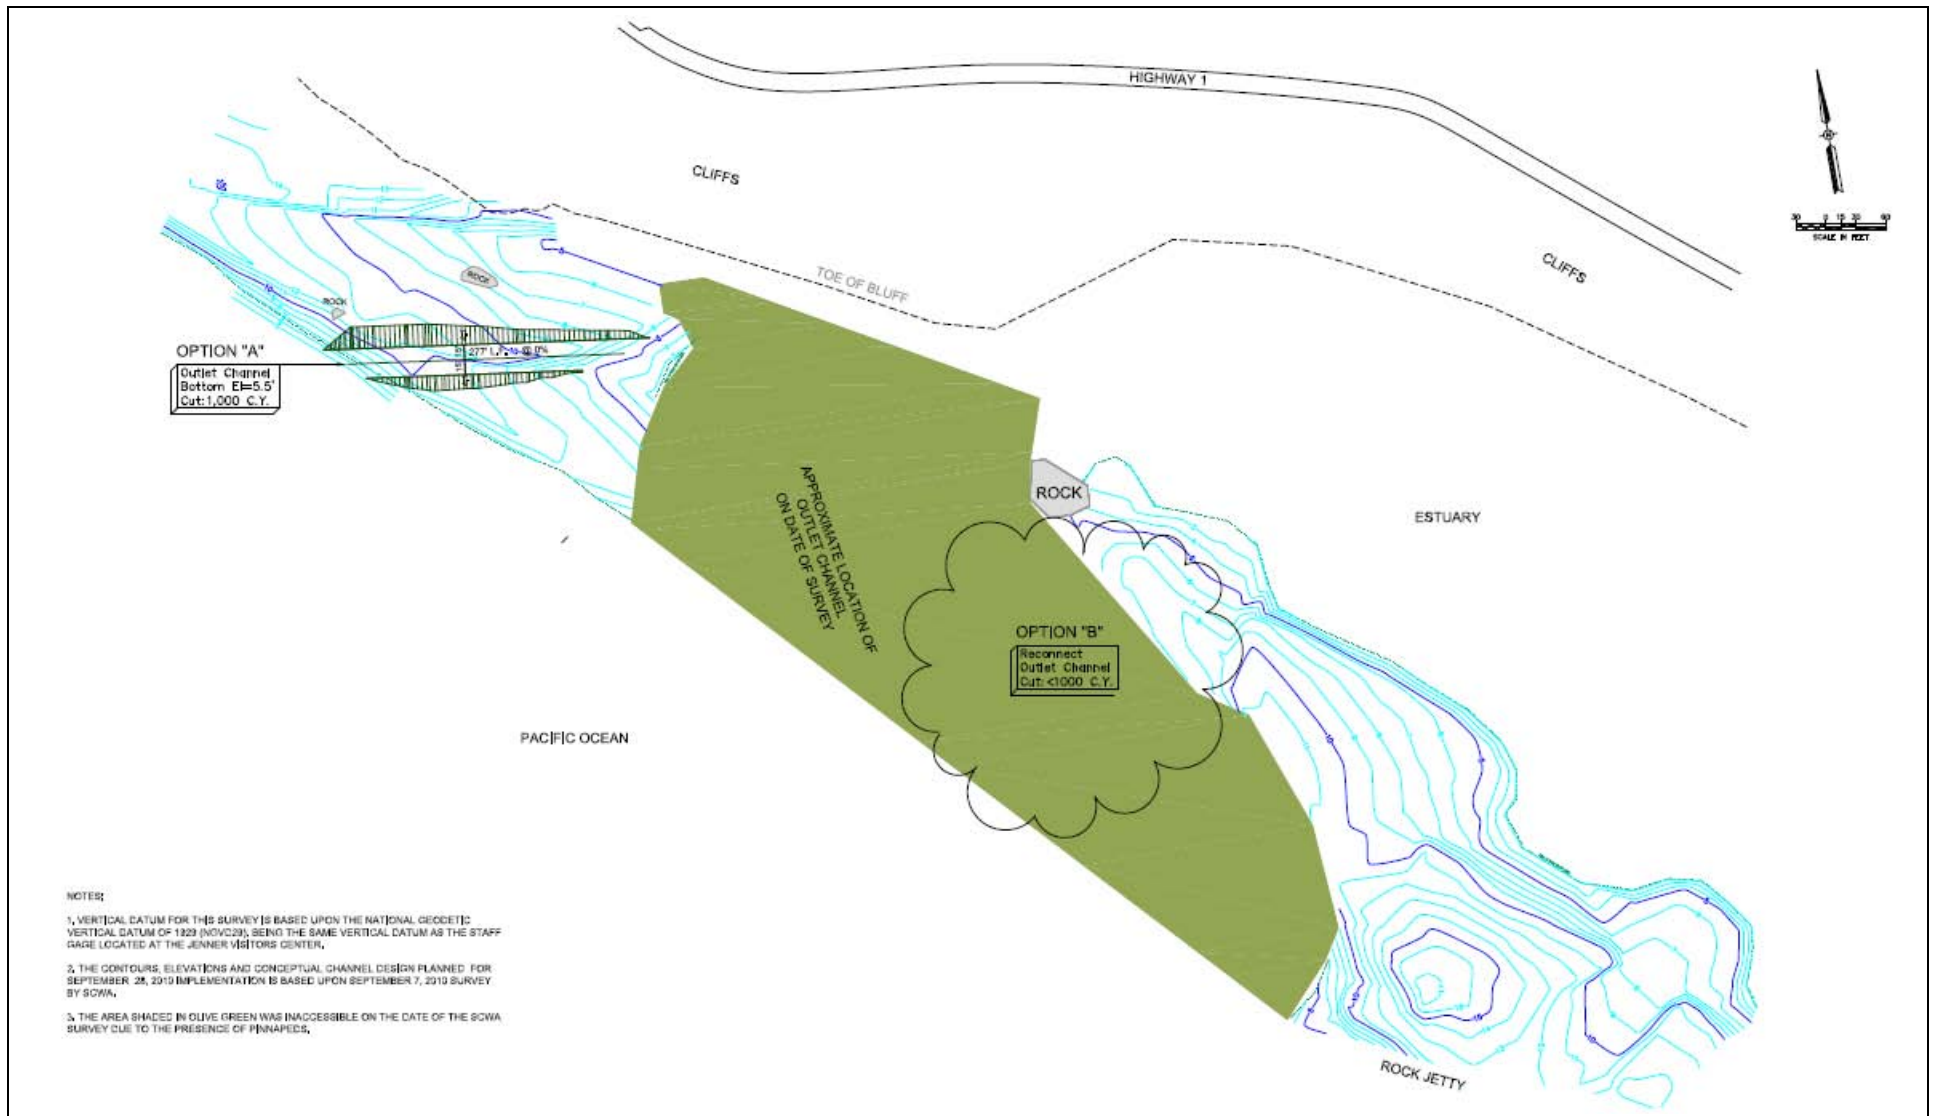 HIGHWAY 1
CLIFFS
CLIFFS
SCALE IN FEET
TOE OF BLUFF
ROCK
ROCK
OPTION "A"
Outlet Channel
Bottom El=5.5'
Cut:1,000 C.Y.
277' L.F. @ 0%
APPROXIMATE LOCATION OF
OUTLET CHANNEL
ON DATE OF SURVEY
ROCK
ESTUARY
OPTION "B"
Reconnect
Outlet Channel
Cut:<1000 C.Y.
PACIFIC OCEAN
ROCK JETTY
NOTES:
1. VERTICAL DATUM FOR THIS SURVEY IS BASED UPON THE NATIONAL GEODETIC
VERTICAL DATUM OF 1929 (NGVD29), BEING THE SAME VERTICAL DATUM AS THE STAFF
GAGE LOCATED AT THE JENNER VISITORS CENTER.
2. THE CONTOURS, ELEVATIONS AND CONCEPTUAL CHANNEL DESIGN PLANNED FOR
SEPTEMBER 28, 2010 IMPLEMENTATION IS BASED UPON SEPTEMBER 7, 2010 SURVEY
BY SCWA.
3. THE AREA SHADED IN OLIVE GREEN WAS INACCESSIBLE ON THE DATE OF THE SCWA
SURVEY DUE TO THE PRESENCE OF PINNAPEDS.